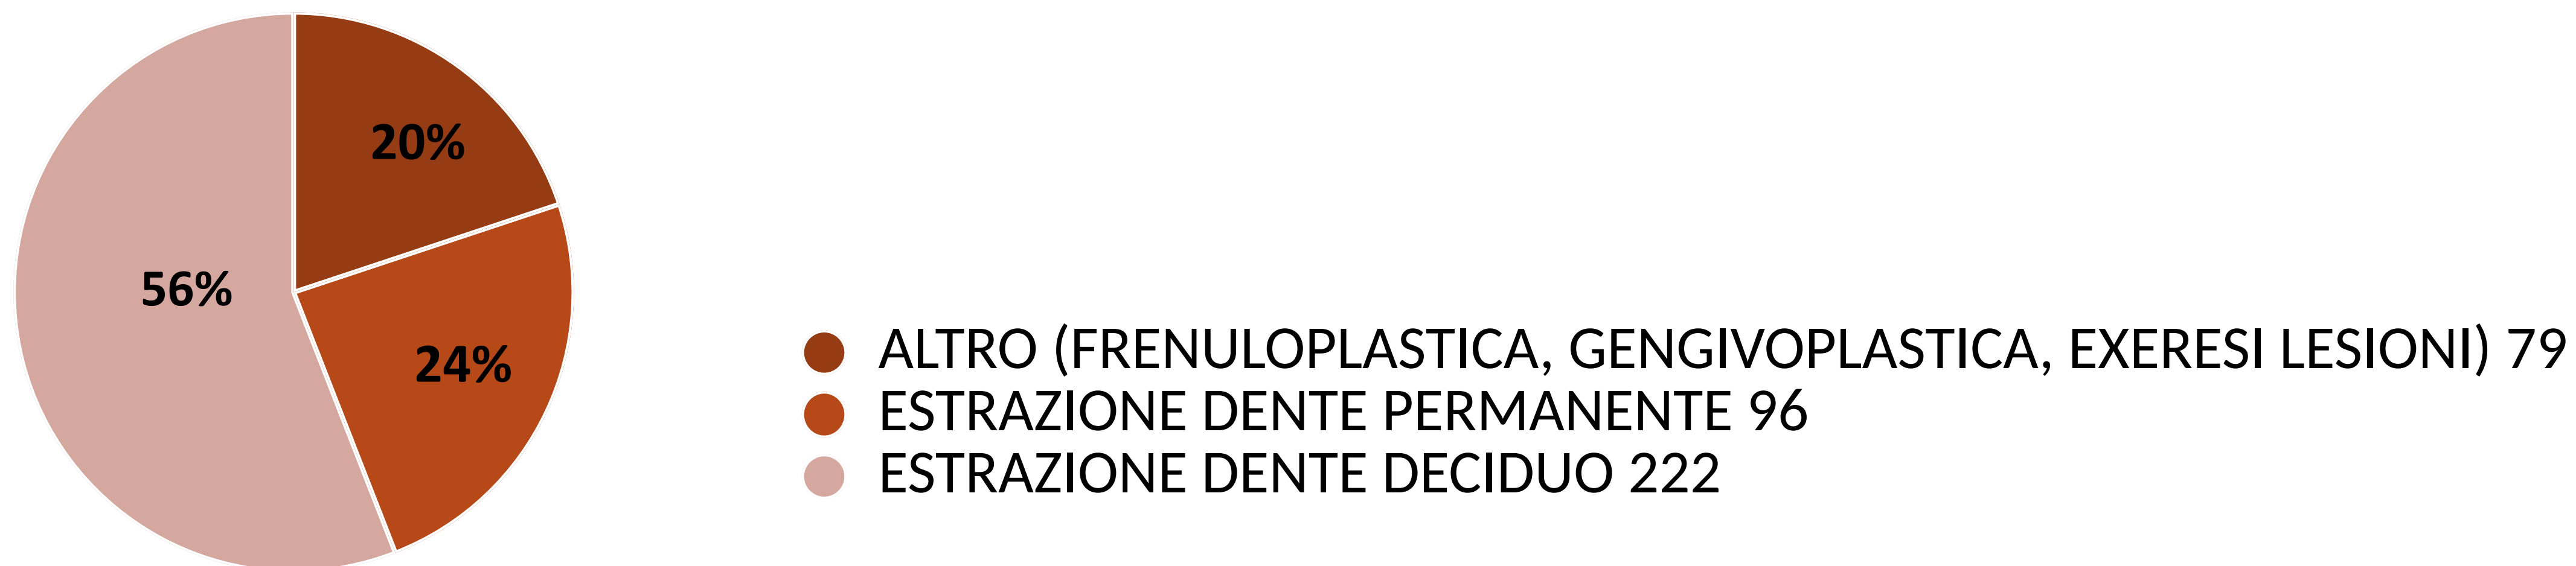 20%
56%
24%
ALTRO (FRENULOPLASTICA, GENGIVOPLASTICA, EXERESI LESIONI) 79
ESTRAZIONE DENTE PERMANENTE 96
ESTRAZIONE DENTE DECIDUO 222